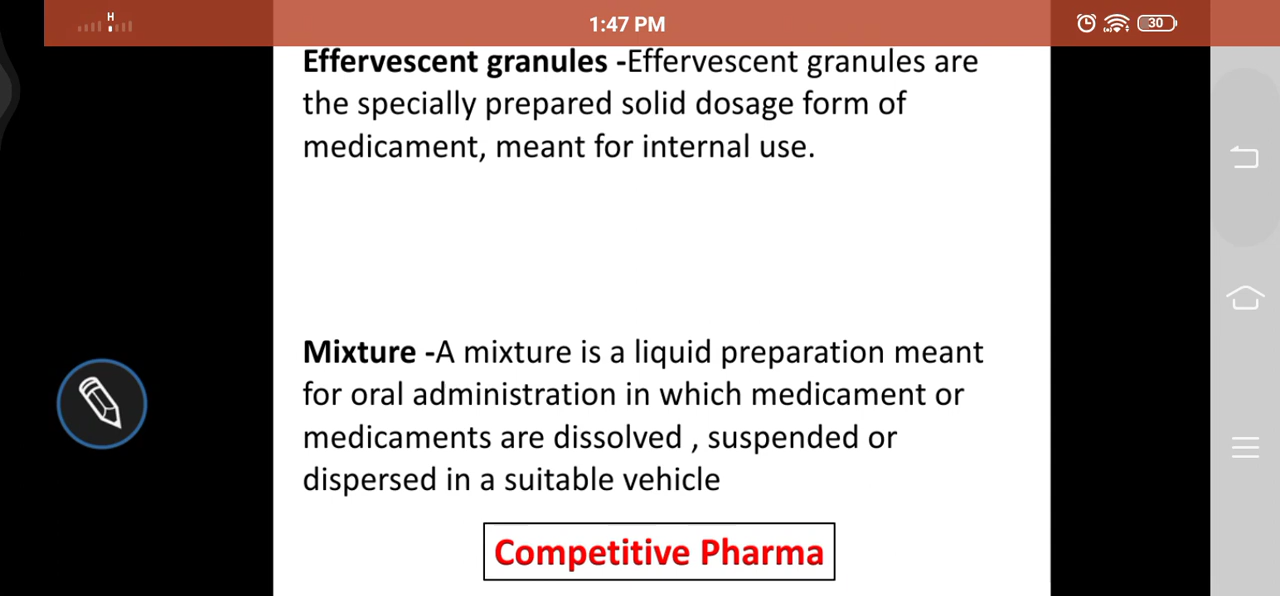 H
1:47 PM
30
Effervescent granules -Effervescent granules are
the specially prepared solid dosage form of
medicament, meant for internal use.
Mixture -A mixture is a liquid preparation meant
for oral administration in which medicament or
medicaments are dissolved , suspended or
dispersed in a suitable vehicle
Competitive Pharma